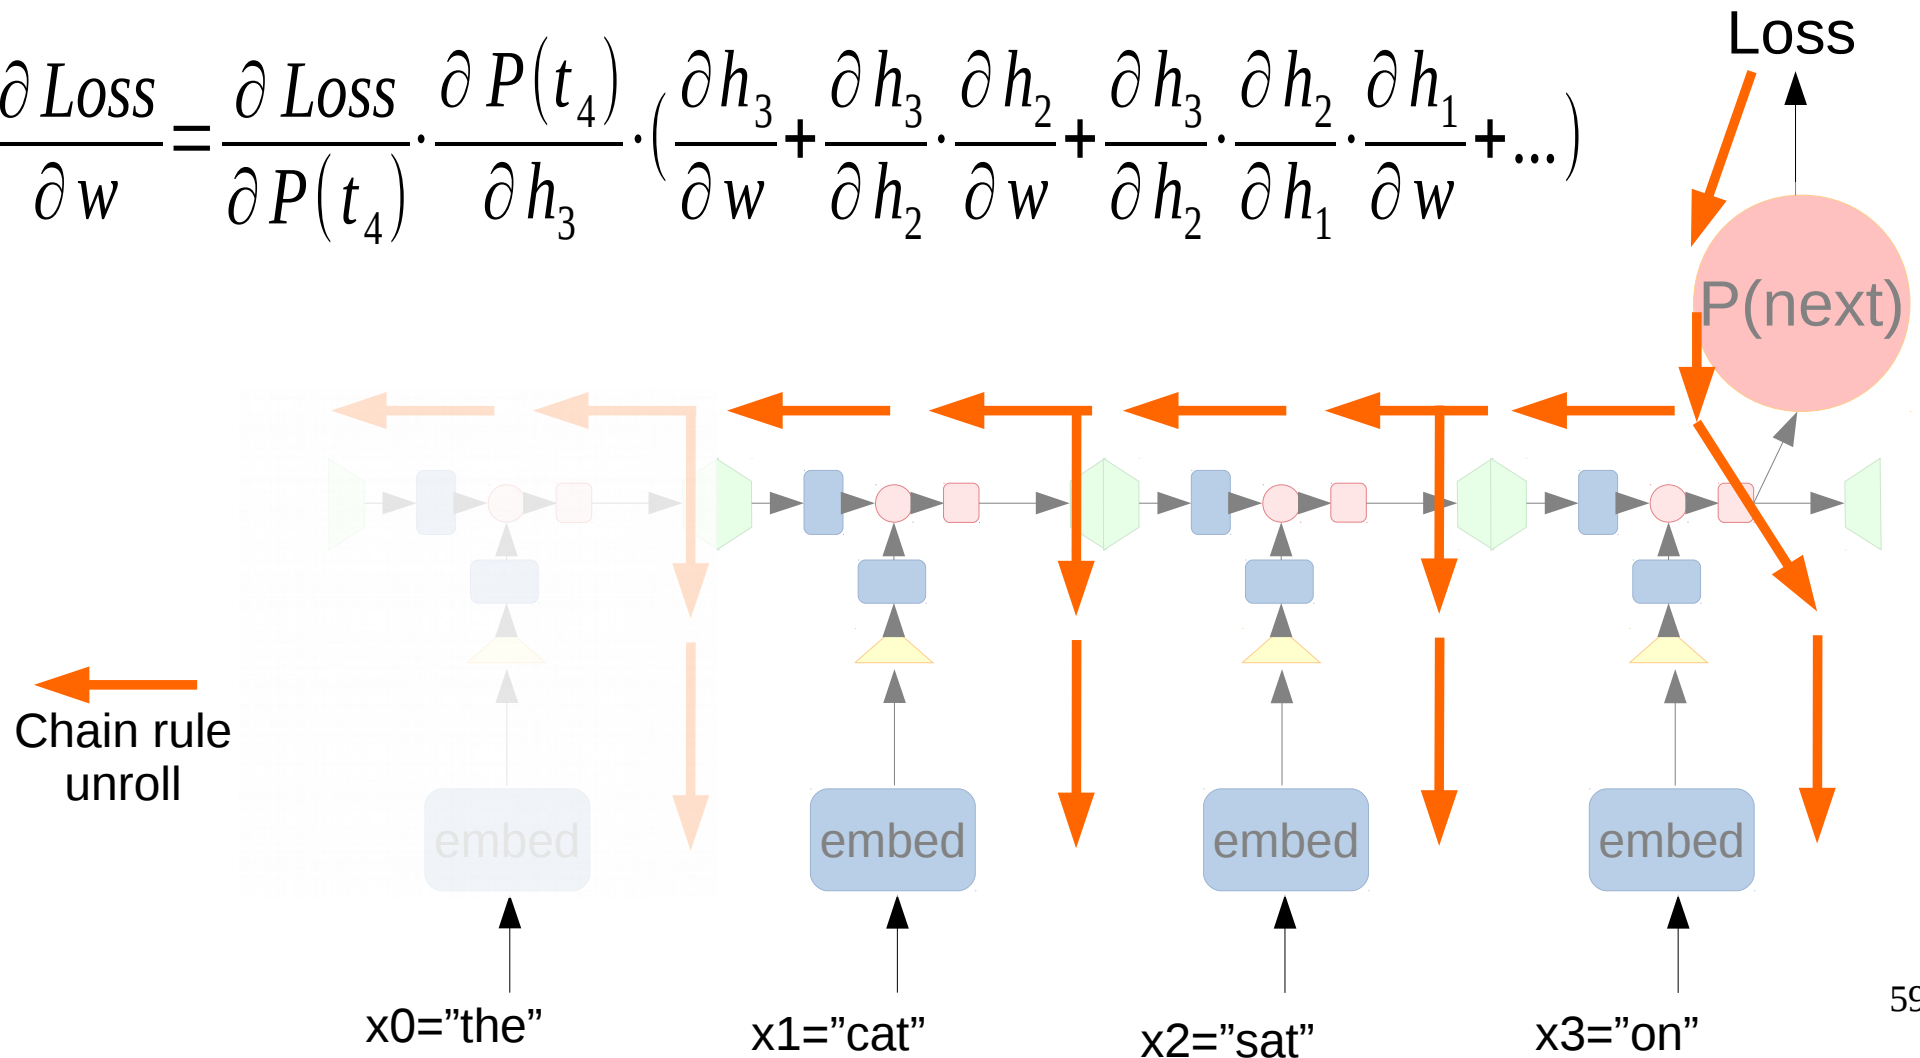 Loss
∂Loss/∂w = ∂Loss/∂P(t₄) · ∂P(t₄)/∂h₃ · (∂h₃/∂w + ∂h₃/∂h₂ · ∂h₂/∂w + ∂h₃/∂h₂ · ∂h₂/∂h₁ · ∂h₁/∂w + ...)
P(next)
Chain rule
unroll
embed embed embed embed
x0=”the” x1=”cat” x2=”sat” x3=”on”
59